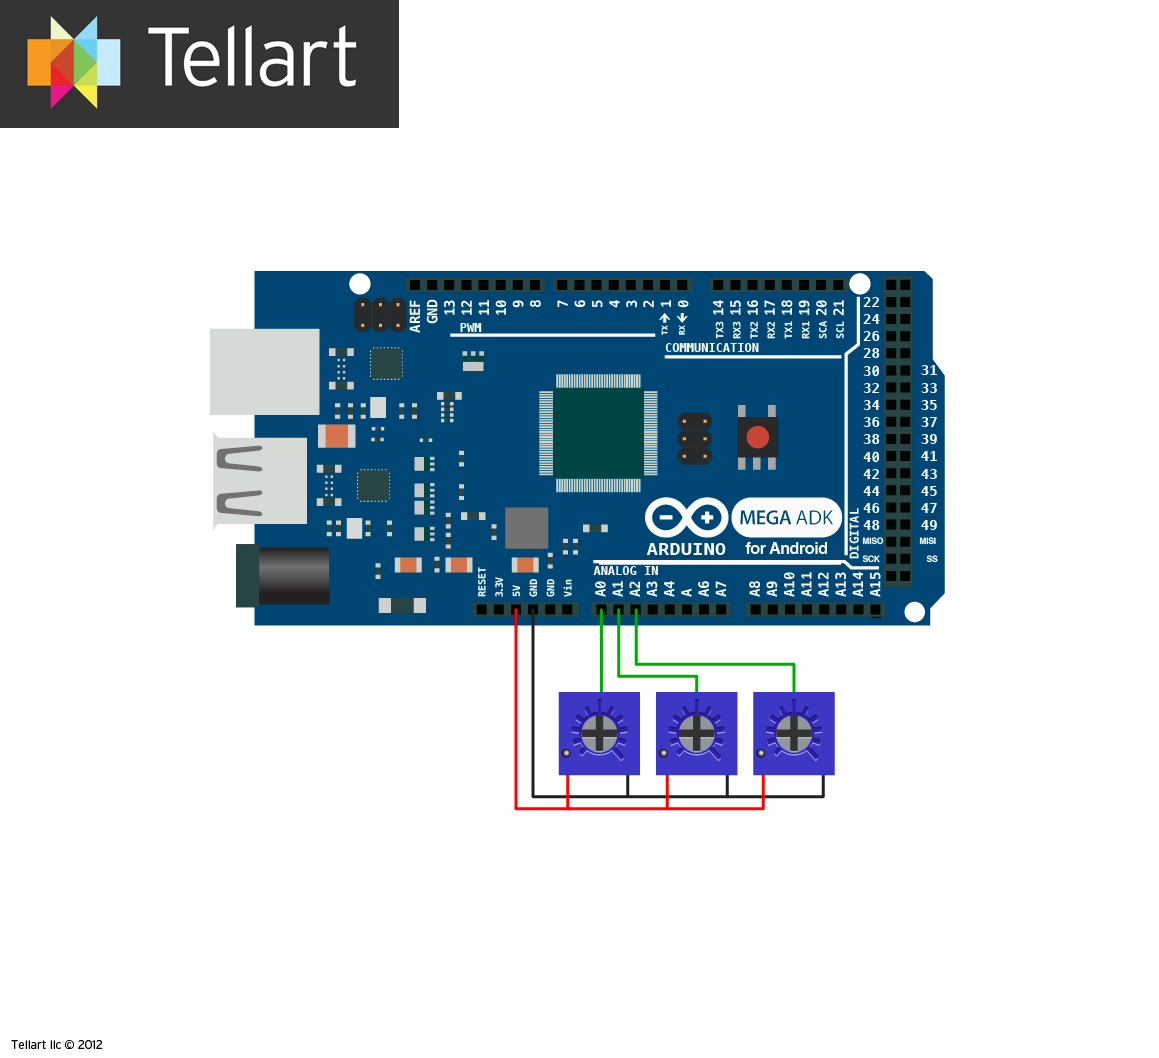 Tellart
AREF GND 13 12 11 10 9 8 7 6 5 4 3 2 1 0
TX RX
PWM
TX3 14 RX3 15 TX2 16 RX2 17 TX1 18 RX1 19 SCA 20 SCL 21
COMMUNICATION
22
24
26
28
30 31
32 33
34 35
36 37
38 39
40 41
42 43
44 45
46 47
48 49
MISO MISI
SCK SS
DIGITAL
MEGA ADK
ARDUINO for Android
ANALOG IN
RESET 3.3V 5V GND GND Vin
A0 A1 A2 A3 A4 A A6 A7 A8 A9 A10 A11 A12 A13 A14 A15
Tellart llc © 2012